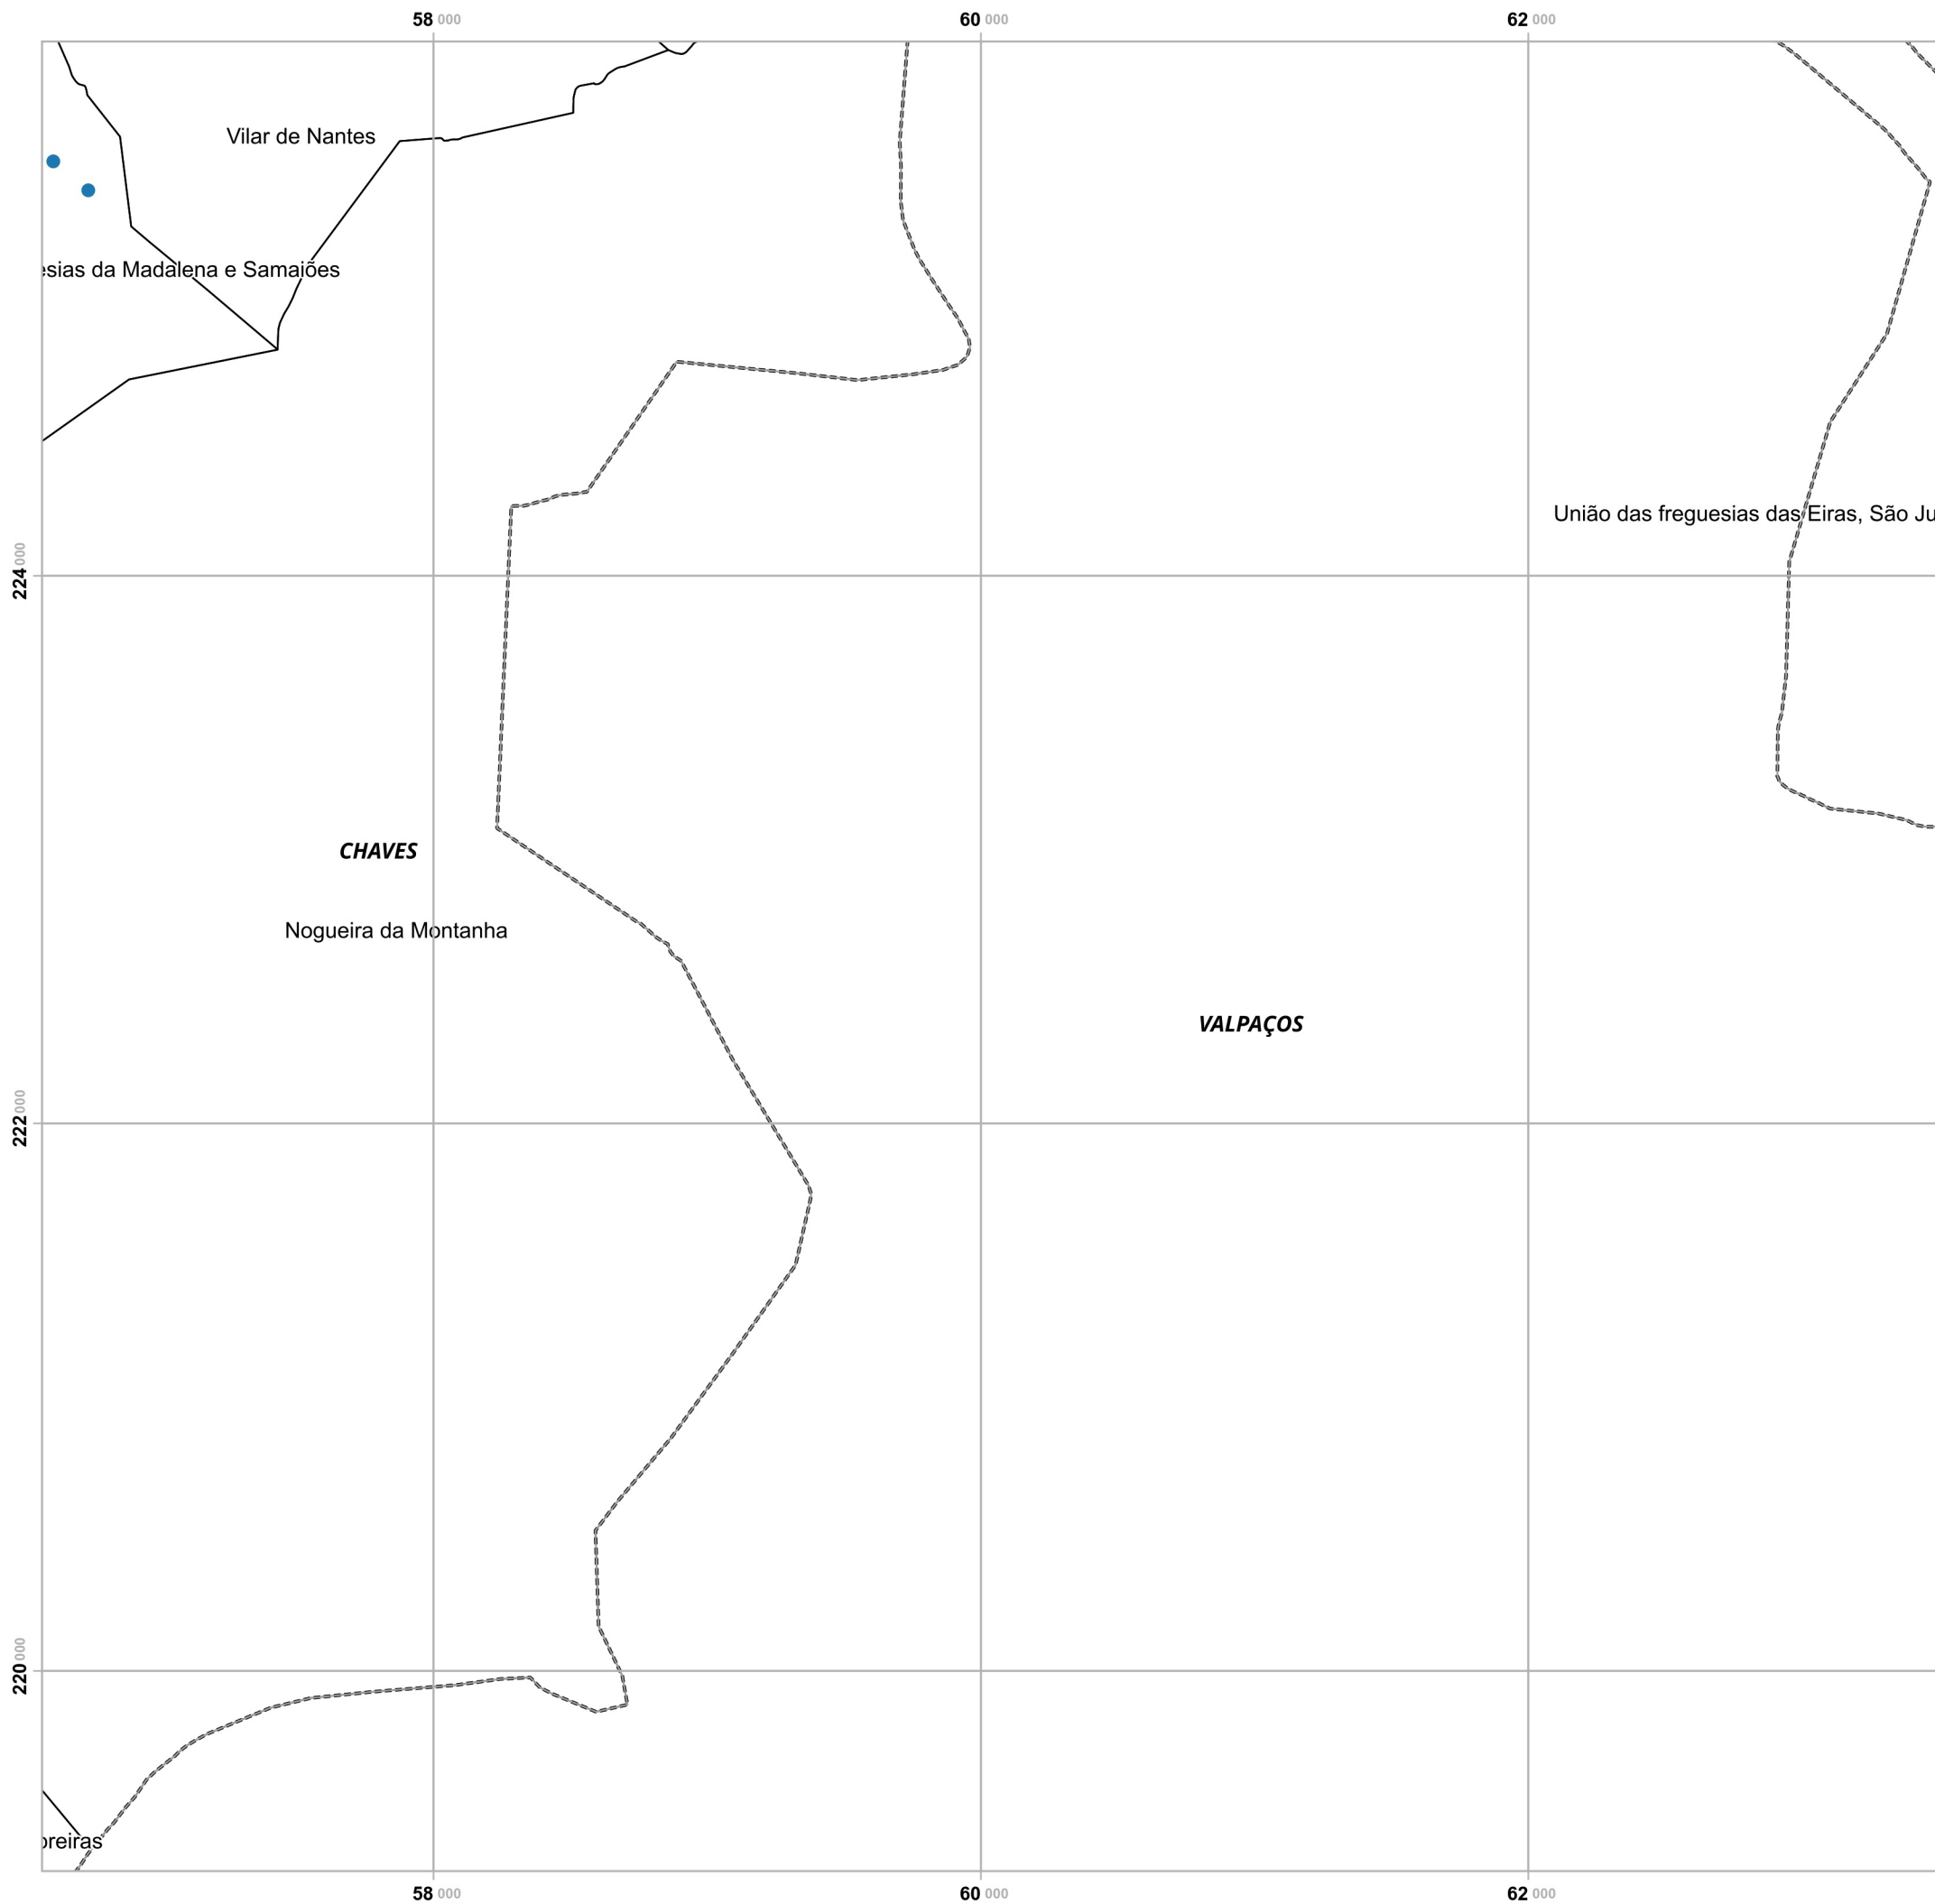 58 000 60 000 62 000
Vilar de Nantes
esias da Madalena e Samaiões
União das freguesias das Eiras, São Ju
224 000
CHAVES
Nogueira da Montanha
VALPAÇOS
222 000
220 000
oreiras
58 000 60 000 62 000